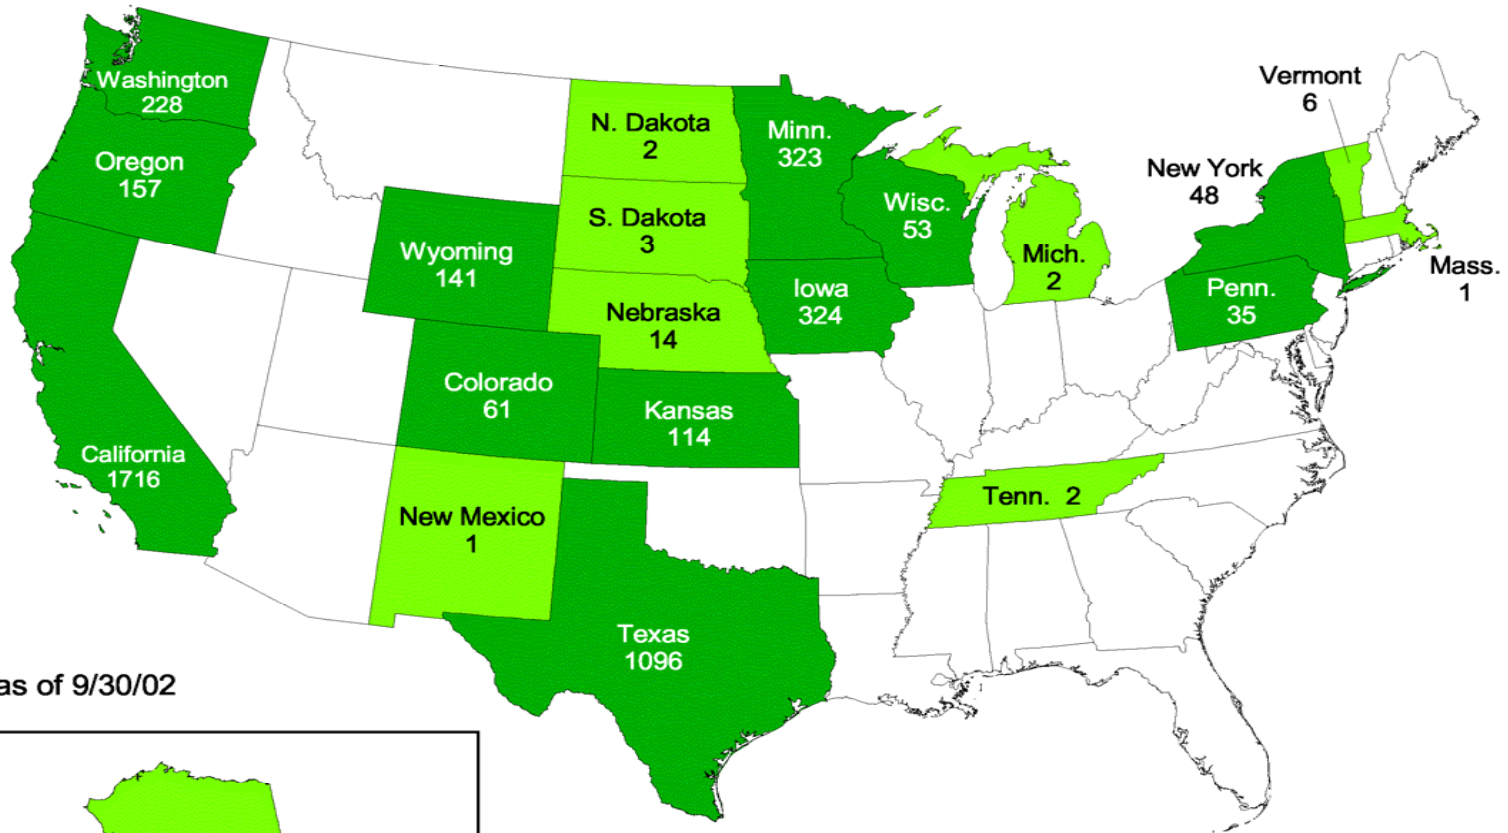 Washington
228
Oregon
157
California
1716
Wyoming
141
Colorado
61
New Mexico
1
N. Dakota
2
S. Dakota
3
Nebraska
14
Kansas
114
Texas
1096
Minn.
323
Iowa
324
Wisc.
53
Mich.
2
Tenn. 2
Vermont
6
New York
48
Penn.
35
Mass.
1
as of 9/30/02